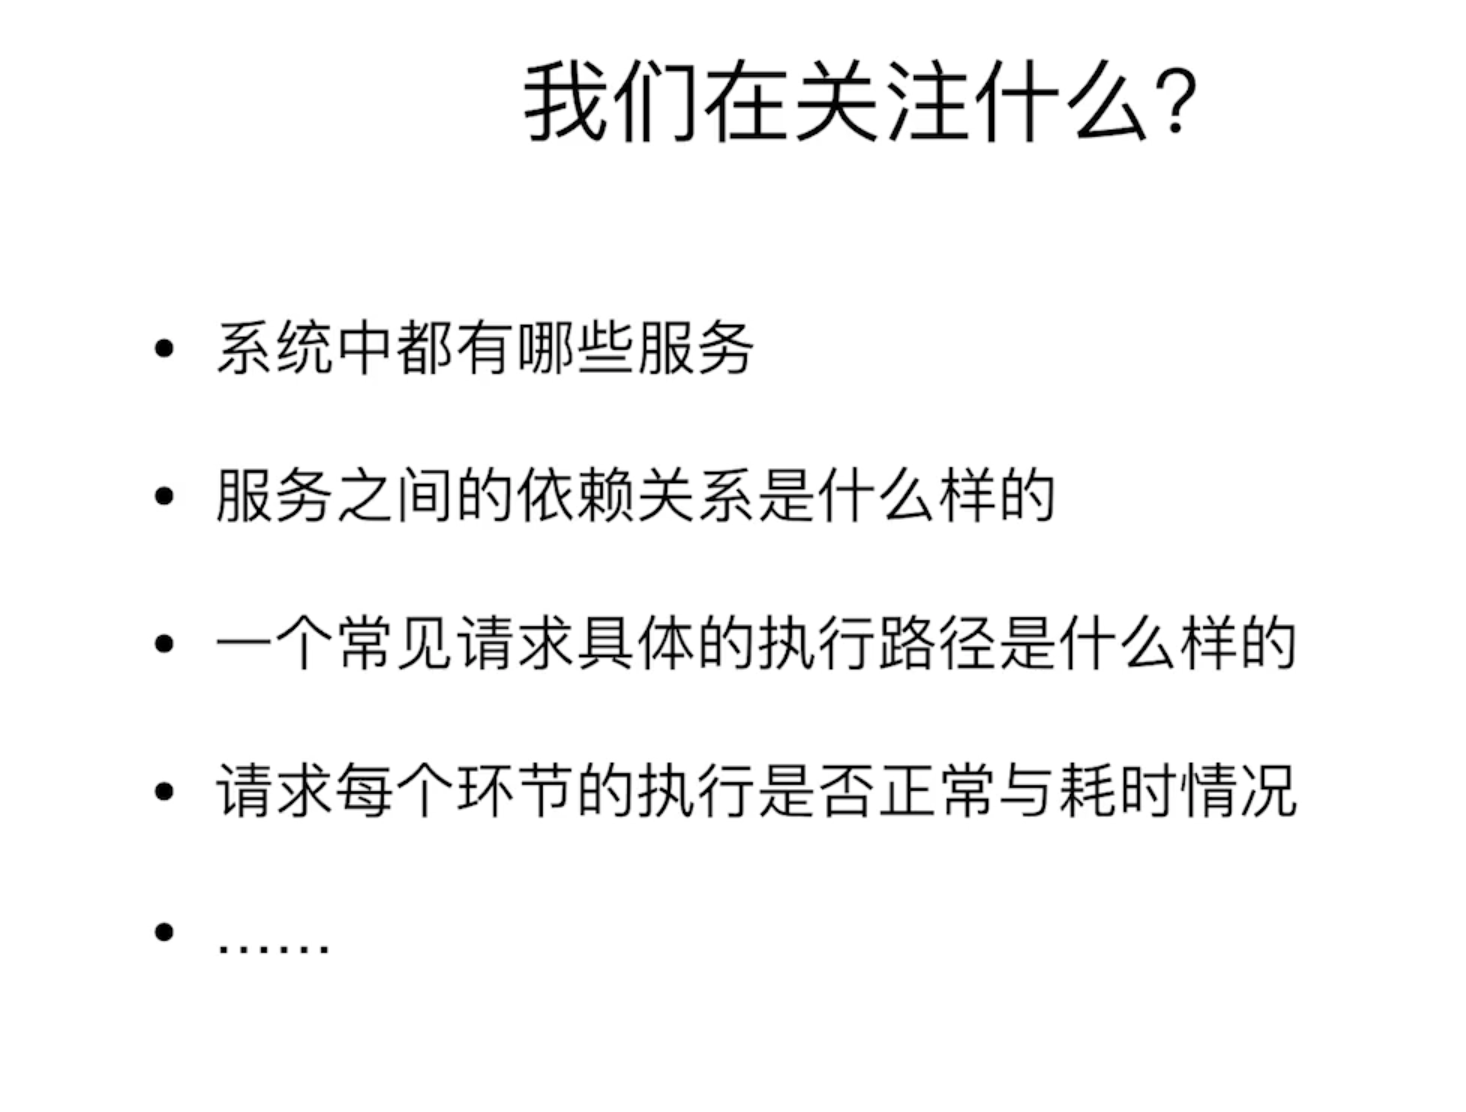 我们在关注什么?
• 系统中都有哪些服务
• 服务之间的依赖关系是什么样的
• 一个常见请求具体的执行路径是什么样的
• 请求每个环节的执行是否正常与耗时情况
• ......